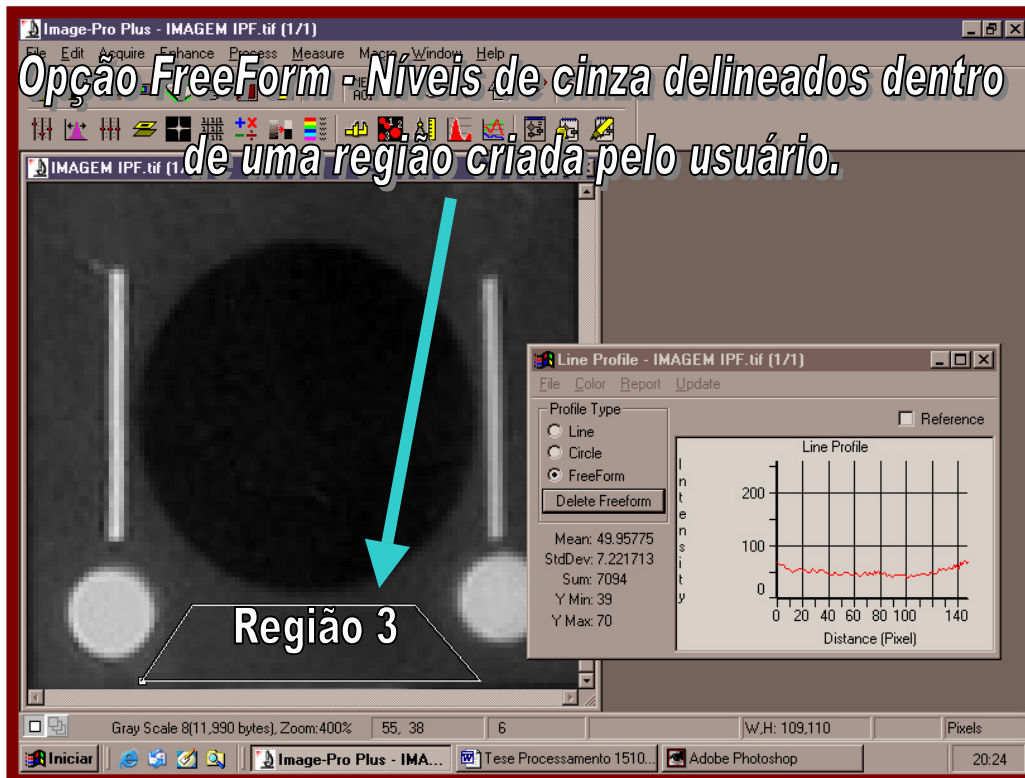 Image-Pro Plus - IMAGEM IPF.tif (1/1)
File Edit Acquire Enhance Process Measure Macro Window Help
Opção FreeForm - Níveis de cinza delineados dentro
de uma região criada pelo usuário.
IMAGEM IPF.tif (1.
Line Profile - IMAGEM IPF.tif (1/1)
File Color Report Update
Profile Type
Line
Circle
FreeForm
Delete Freeform
Reference
Mean: 49.95775
StdDev: 7.221713
Sum: 7094
Y Min: 39
Y Max: 70
Line Profile
Intensity
200
100
0
0 20 40 60 80 100 140
Distance (Pixel)
Região 3
Gray Scale 8(11,990 bytes), Zoom:400% 55, 38 6 W,H: 109,110 Pixels
Iniciar Image-Pro Plus - IMA... Tese Processamento 1510... Adobe Photoshop 20:24